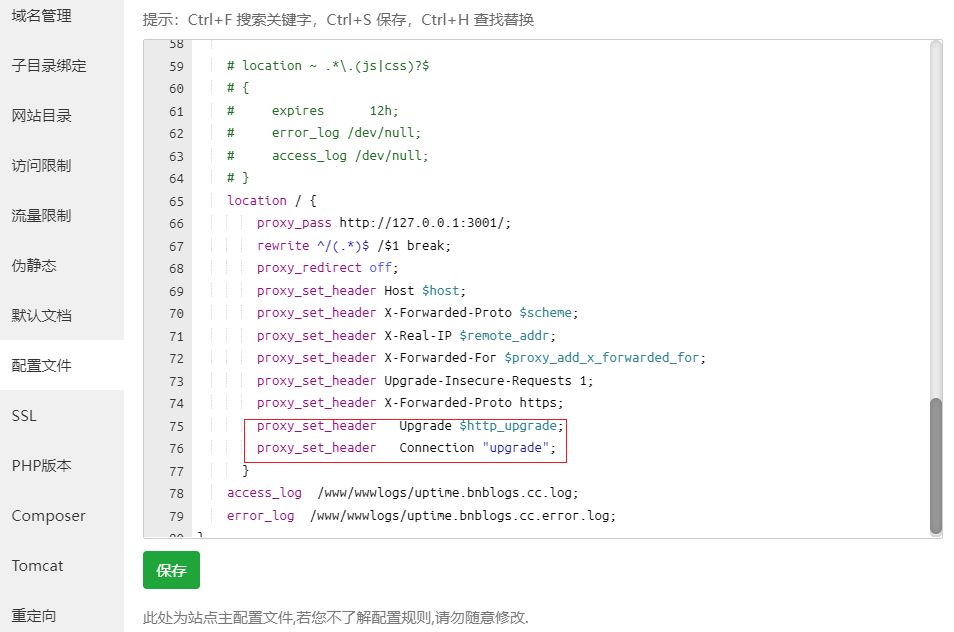 域名管理
子目录绑定
网站目录
访问限制
流量限制
伪静态
默认文档
配置文件
SSL
PHP版本
Composer
Tomcat
重定向
提示：Ctrl+F 搜索关键字，Ctrl+S 保存，Ctrl+H 查找替换
58
59 # location ~ .*\.(js|css)?$
60 # {
61 #     expires      12h;
62 #     error_log /dev/null;
63 #     access_log /dev/null;
64 # }
65 location / {
66 proxy_pass http://127.0.0.1:3001/;
67 rewrite ^/(.*)$ /$1 break;
68 proxy_redirect off;
69 proxy_set_header Host $host;
70 proxy_set_header X-Forwarded-Proto $scheme;
71 proxy_set_header X-Real-IP $remote_addr;
72 proxy_set_header X-Forwarded-For $proxy_add_x_forwarded_for;
73 proxy_set_header Upgrade-Insecure-Requests 1;
74 proxy_set_header X-Forwarded-Proto https;
75 proxy_set_header   Upgrade $http_upgrade;
76 proxy_set_header   Connection "upgrade";
77 }
78 access_log  /www/wwwlogs/uptime.bnblogs.cc.log;
79 error_log  /www/wwwlogs/uptime.bnblogs.cc.error.log;
80 }
保存
此处为站点主配置文件,若您不了解配置规则,请勿随意修改.